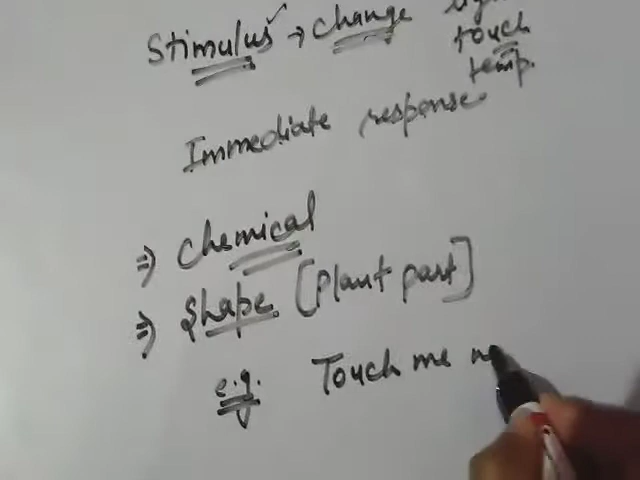 Stimulus → change
touch
temp.
Immediate response
⇒ Chemical
⇒ Shape [Plant part]
e.g. Touch me n